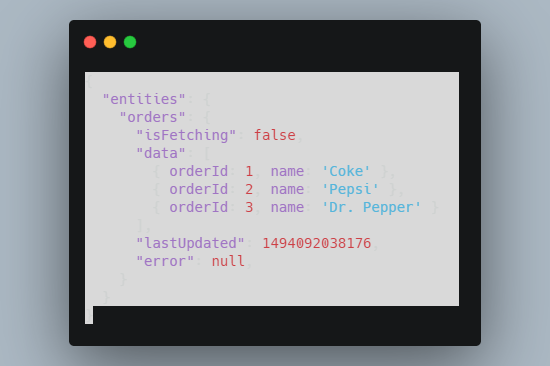 {
"entities": {
"orders": {
"isFetching": false,
"data": [
{ orderId: 1, name: 'Coke' },
{ orderId: 2, name: 'Pepsi' },
{ orderId: 3, name: 'Dr. Pepper' }
],
"lastUpdated": 1494092038176,
"error": null,
}
}